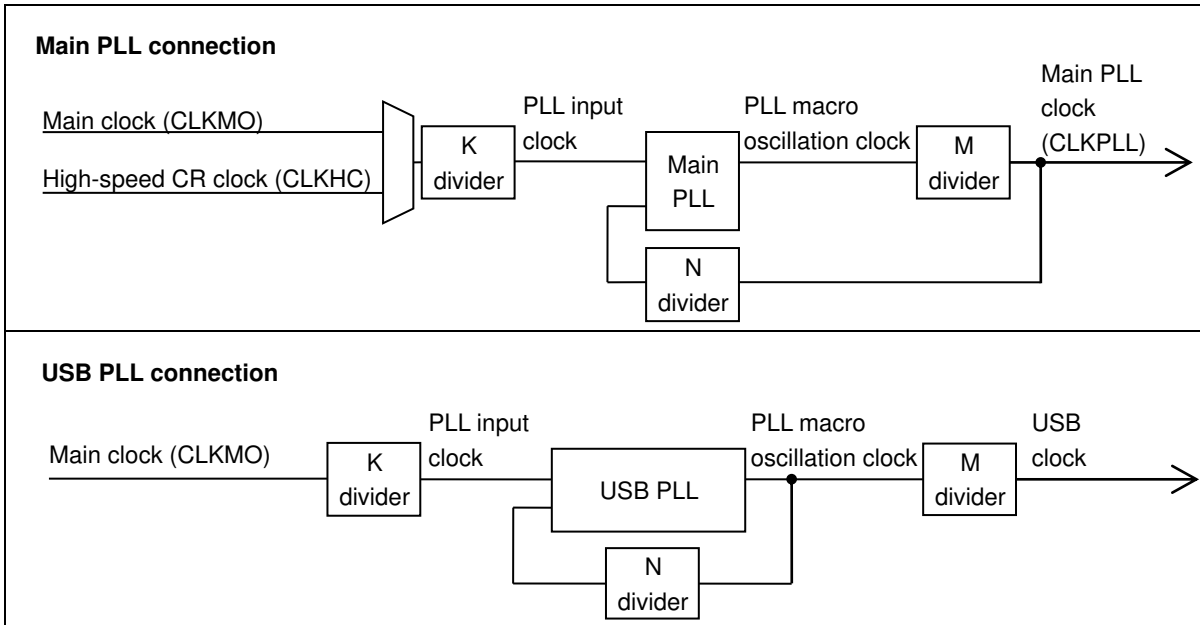 Main PLL connection
Main clock (CLKMO)
High-speed CR clock (CLKHC)
K
divider
PLL input
clock
Main
PLL
PLL macro
oscillation clock
M
divider
Main PLL
clock
(CLKPLL)
N
divider
USB PLL connection
Main clock (CLKMO)
K
divider
PLL input
clock
USB PLL
PLL macro
oscillation clock
M
divider
USB
clock
N
divider